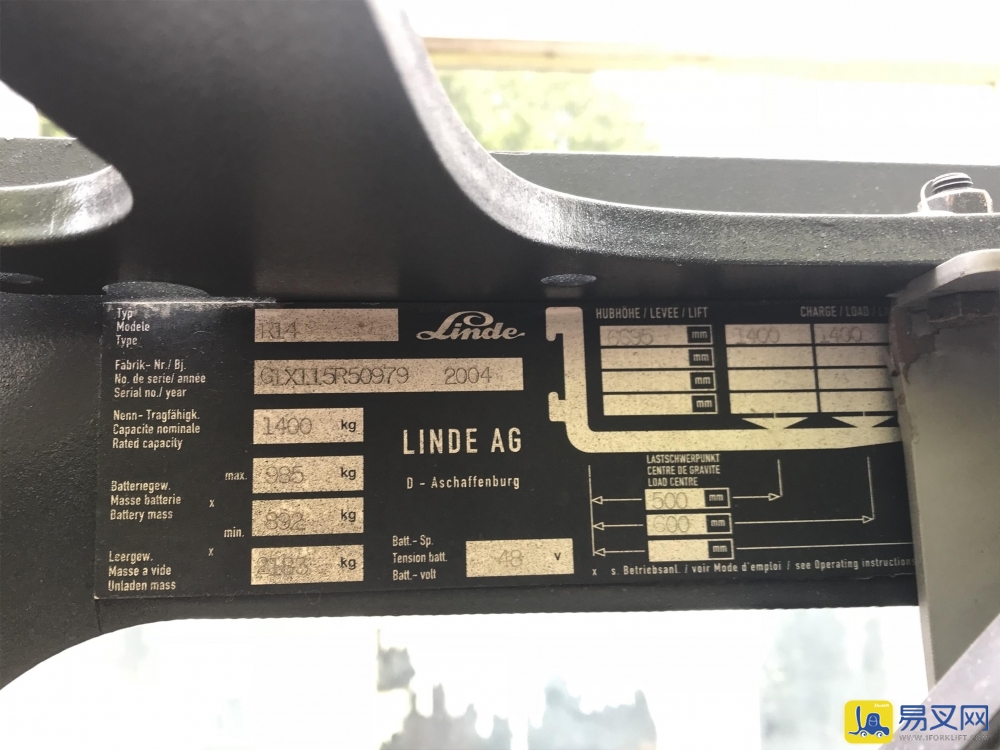 Typ
Modele
Type
R14
Linde
Fabrik- Nr./ Bj.
No. de serie/ année
Serial no./ year
G1X115R50979 2004
Nenn- Tragfähigk.
Capacite nominale
Rated capacity
1400 kg
LINDE AG
D - Aschaffenburg
Batteriegew.
Masse batterie x
Battery mass
max. 985 kg
min. 892 kg
Leergew. x
Masse a vide
Unladen mass
kg
Batt.- Sp.
Tension batt.
Batt.- volt
48 V
HUBHÖHE / LEVEE / LIFT
CHARGE / LOAD /
mm 1400 1400
mm
mm
mm
LASTSCHWERPUNKT
CENTRE DE GRAVITE
LOAD CENTRE
500 mm
600 mm
mm
x s. Betriebsanl. / voir Mode d'emploi / see Operating instructions
易叉网
WWW.1FORKLIFT.COM